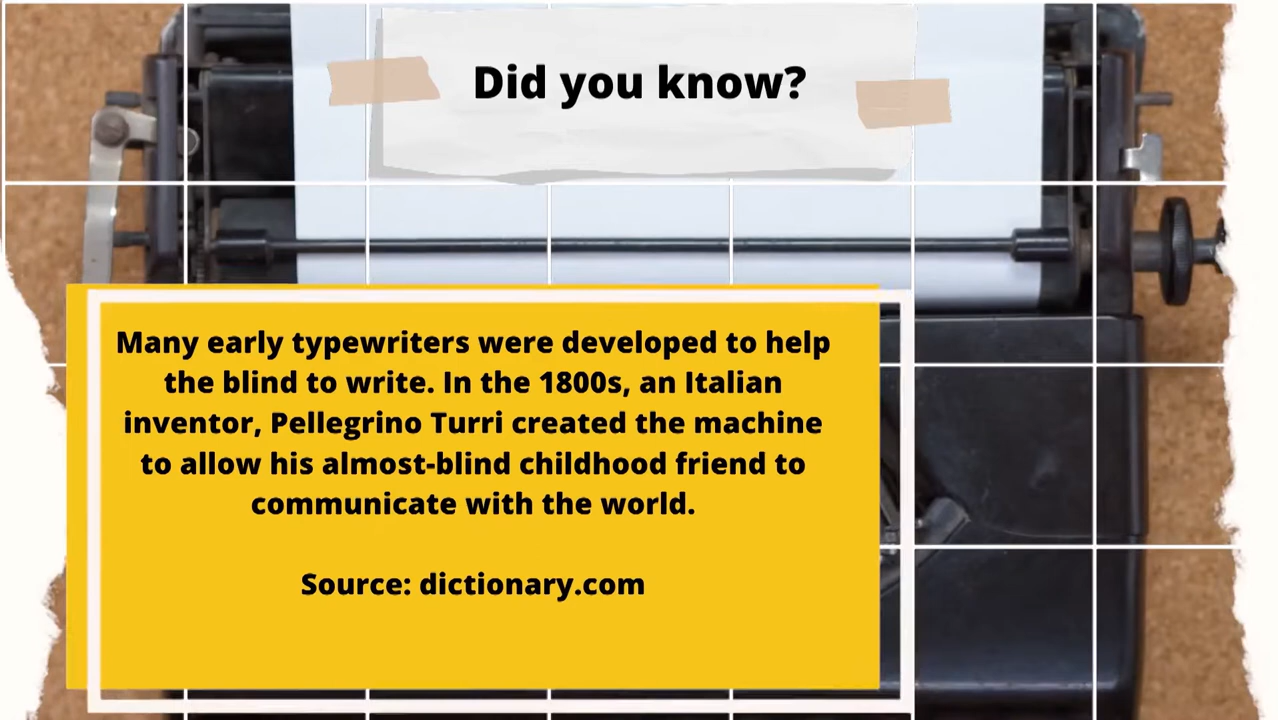 Did you know?
Many early typewriters were developed to help
the blind to write. In the 1800s, an Italian
inventor, Pellegrino Turri created the machine
to allow his almost-blind childhood friend to
communicate with the world.
Source: dictionary.com